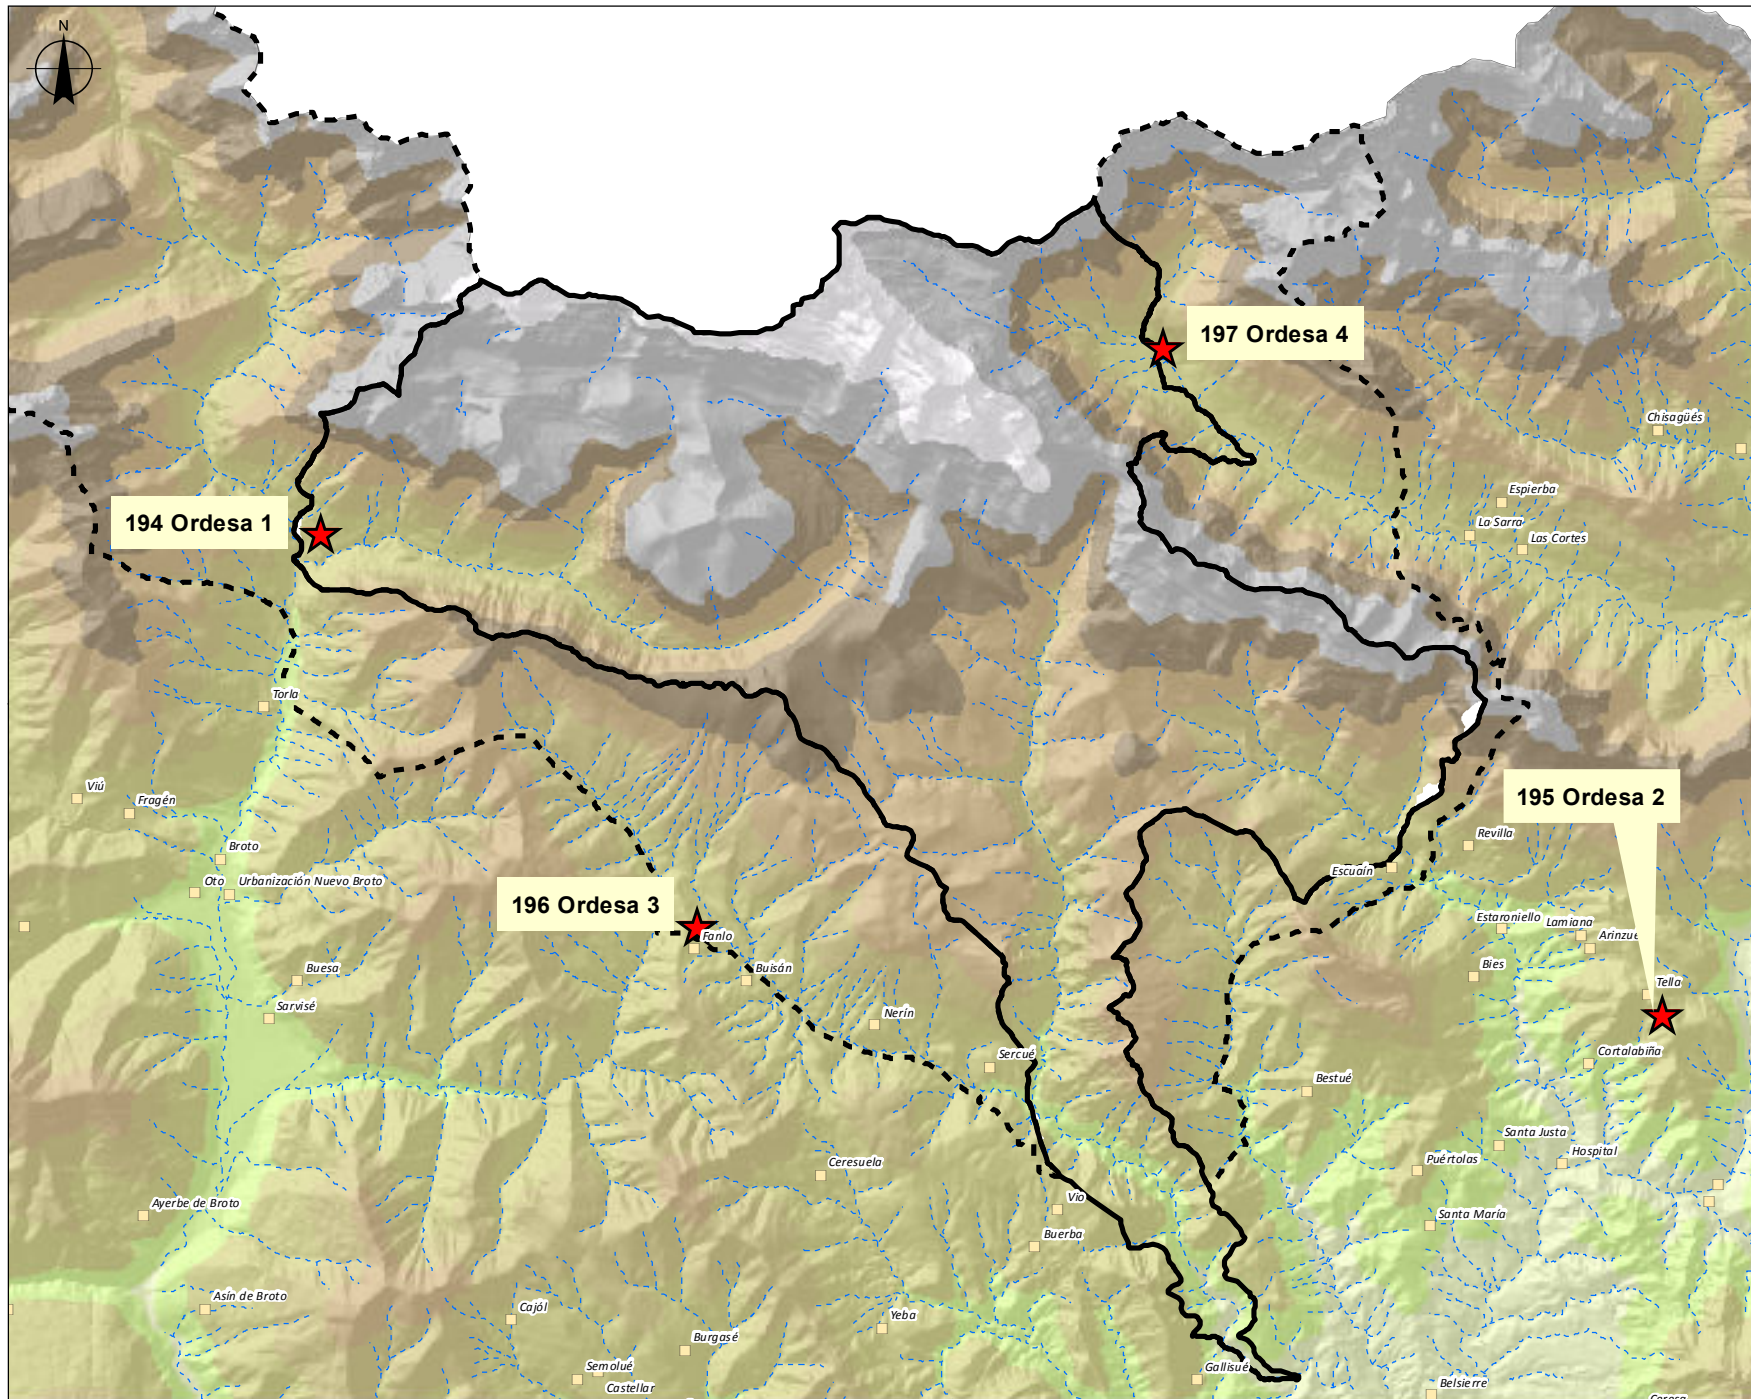 N
197 Ordesa 4
Chisagüés
Espierba
194 Ordesa 1
La Sarra
Las Cortes
Torla
Viú
195 Ordesa 2
Fragén
Revilla
Broto
Escuaín
Oto
Urbanización Nuevo Broto
196 Ordesa 3
Estaroniello
Lamiana
Arinzue
Fanlo
Bies
Buesa
Buisán
Tella
Sarvisé
Nerín
Sercué
Cortalabiña
Bestué
Santa Justa
Hospital
Puértolas
Ceresuela
Vio
Ayerbe de Broto
Santa María
Buerba
Asín de Broto
Cajól
Yeba
Burgasé
Semolué
Gallisué
Castellar
Belsierre